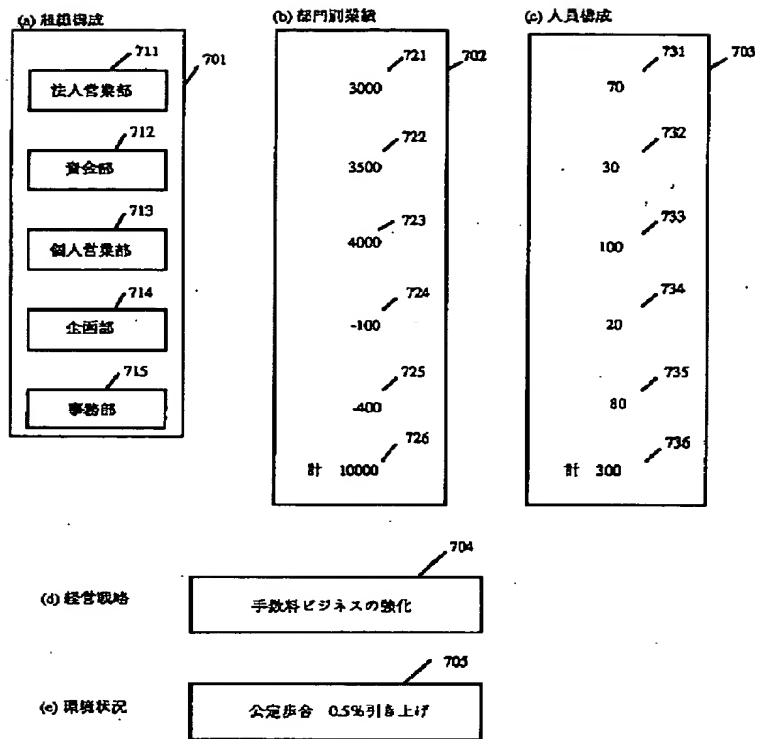 (a) 組織構成
(b) 部門別業績
(c) 人員構成
711
701
法人営業部
712
資金部
713
個人営業部
714
企画部
715
事務部
721
702
3000
722
3500
723
4000
724
-100
725
-400
726
計 10000
731
703
70
732
30
733
100
734
20
735
80
736
計 300
704
(d) 経営戦略
手数料ビジネスの強化
705
(e) 環境状況
公定歩合 0.5%引き上げ